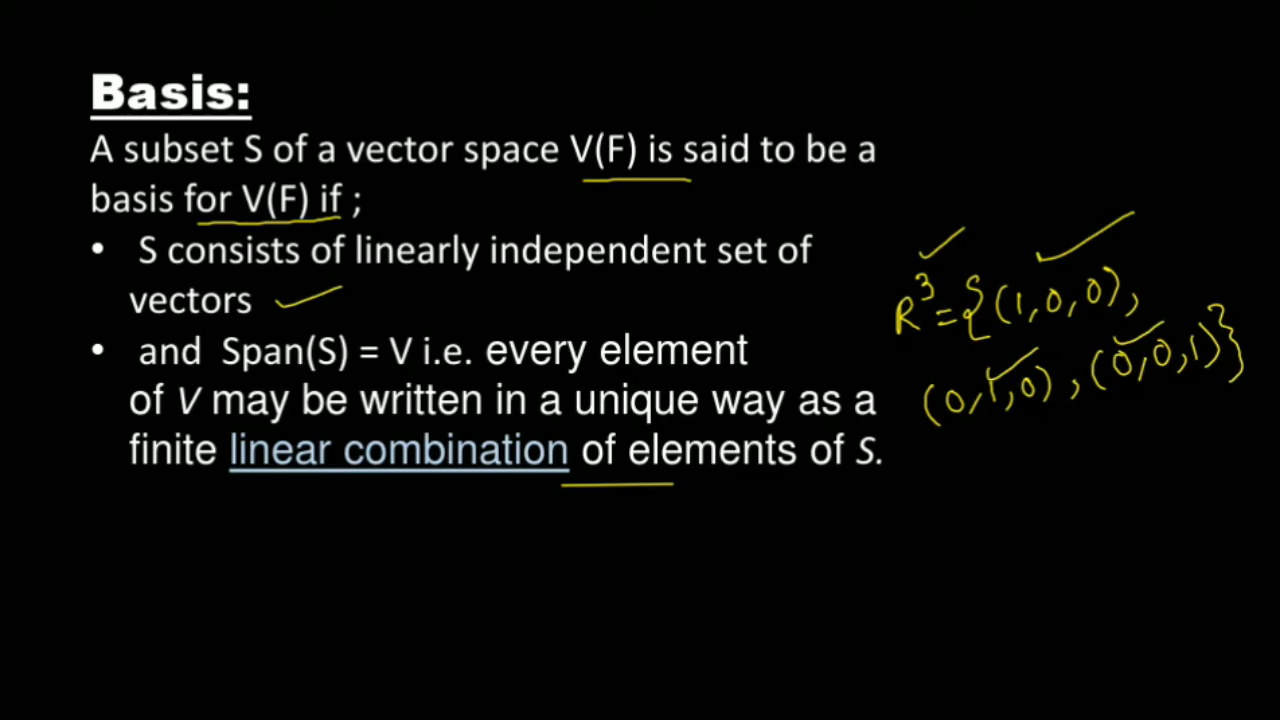 Basis:
A subset S of a vector space V(F) is said to be a
basis for V(F) if ;
• S consists of linearly independent set of
vectors
• and Span(S) = V i.e. every element
of V may be written in a unique way as a
finite linear combination of elements of S.
R³={(1,0,0),
(0,1,0),(0,0,1)}